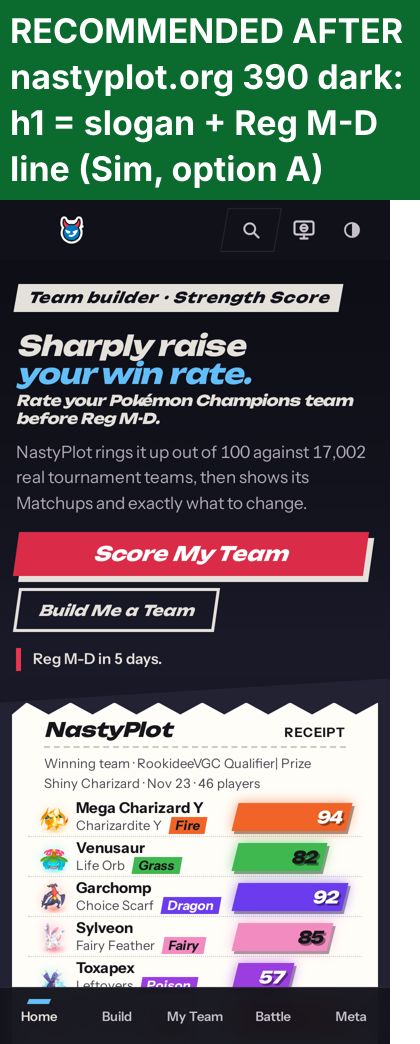 RECOMMENDED AFTER
nastyplot.org 390 dark:
h1 = slogan + Reg M-D
line (Sim, option A)
Team builder · Strength Score
Sharply raise
your win rate.
Rate your Pokémon Champions team
before Reg M-D.
NastyPlot rings it up out of 100 against 17,002
real tournament teams, then shows its
Matchups and exactly what to change.
Score My Team
Build Me a Team
Reg M-D in 5 days.
NastyPlot RECEIPT
Winning team · RookideeVGC Qualifier| Prize
Shiny Charizard · Nov 23 · 46 players
Mega Charizard Y
Charizardite Y Fire
94
Venusaur
Life Orb Grass
82
Garchomp
Choice Scarf Dragon
92
Sylveon
Fairy Feather Fairy
85
Toxapex
Leftovers Poison
57
Home Build My Team Battle Meta